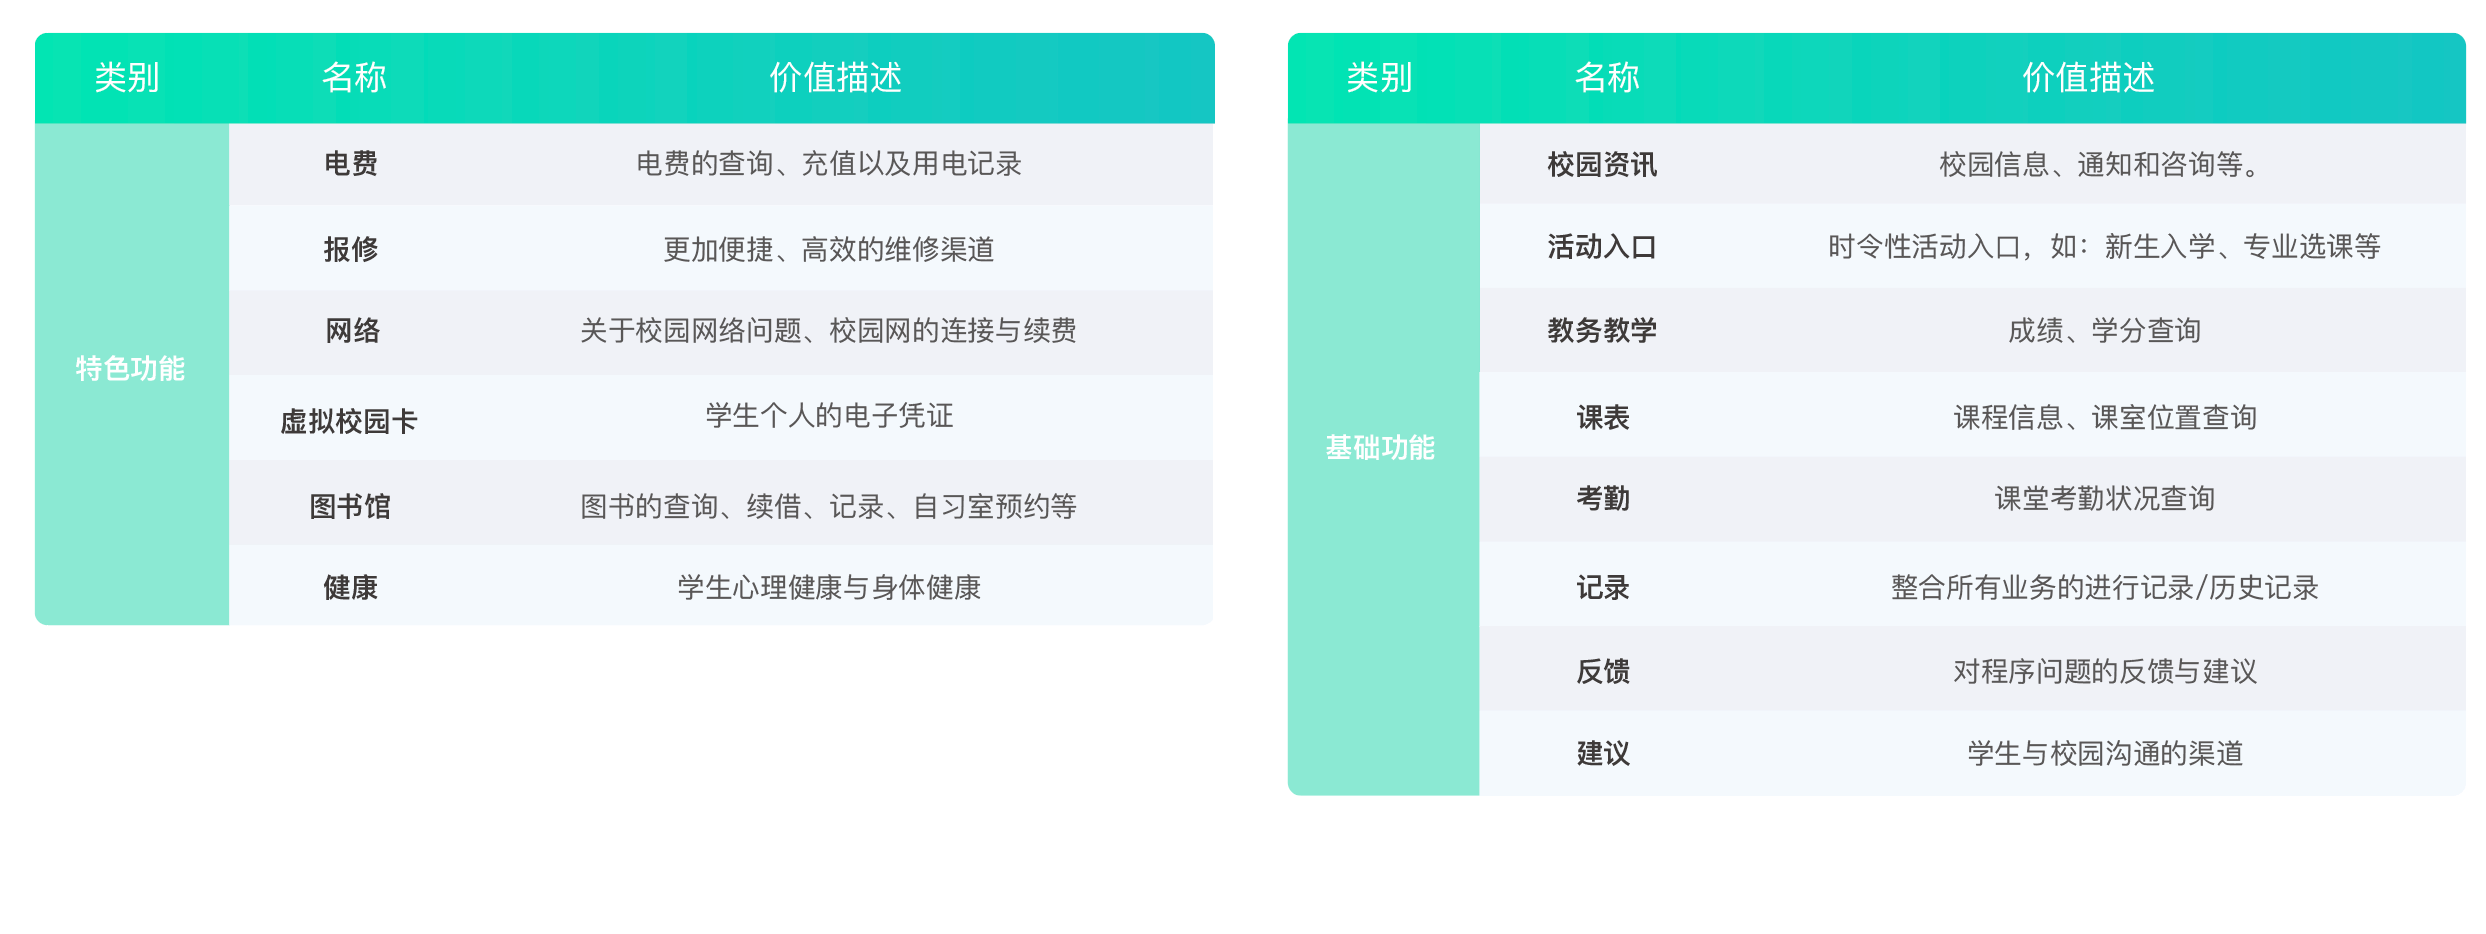 类别 名称 价值描述
特色功能
电费 电费的查询、充值以及用电记录
报修 更加便捷、高效的维修渠道
网络 关于校园网络问题、校园网的连接与续费
虚拟校园卡 学生个人的电子凭证
图书馆 图书的查询、续借、记录、自习室预约等
健康 学生心理健康与身体健康
类别 名称 价值描述
基础功能
校园资讯 校园信息、通知和咨询等。
活动入口 时令性活动入口，如：新生入学、专业选课等
教务教学 成绩、学分查询
课表 课程信息、课室位置查询
考勤 课堂考勤状况查询
记录 整合所有业务的进行记录/历史记录
反馈 对程序问题的反馈与建议
建议 学生与校园沟通的渠道